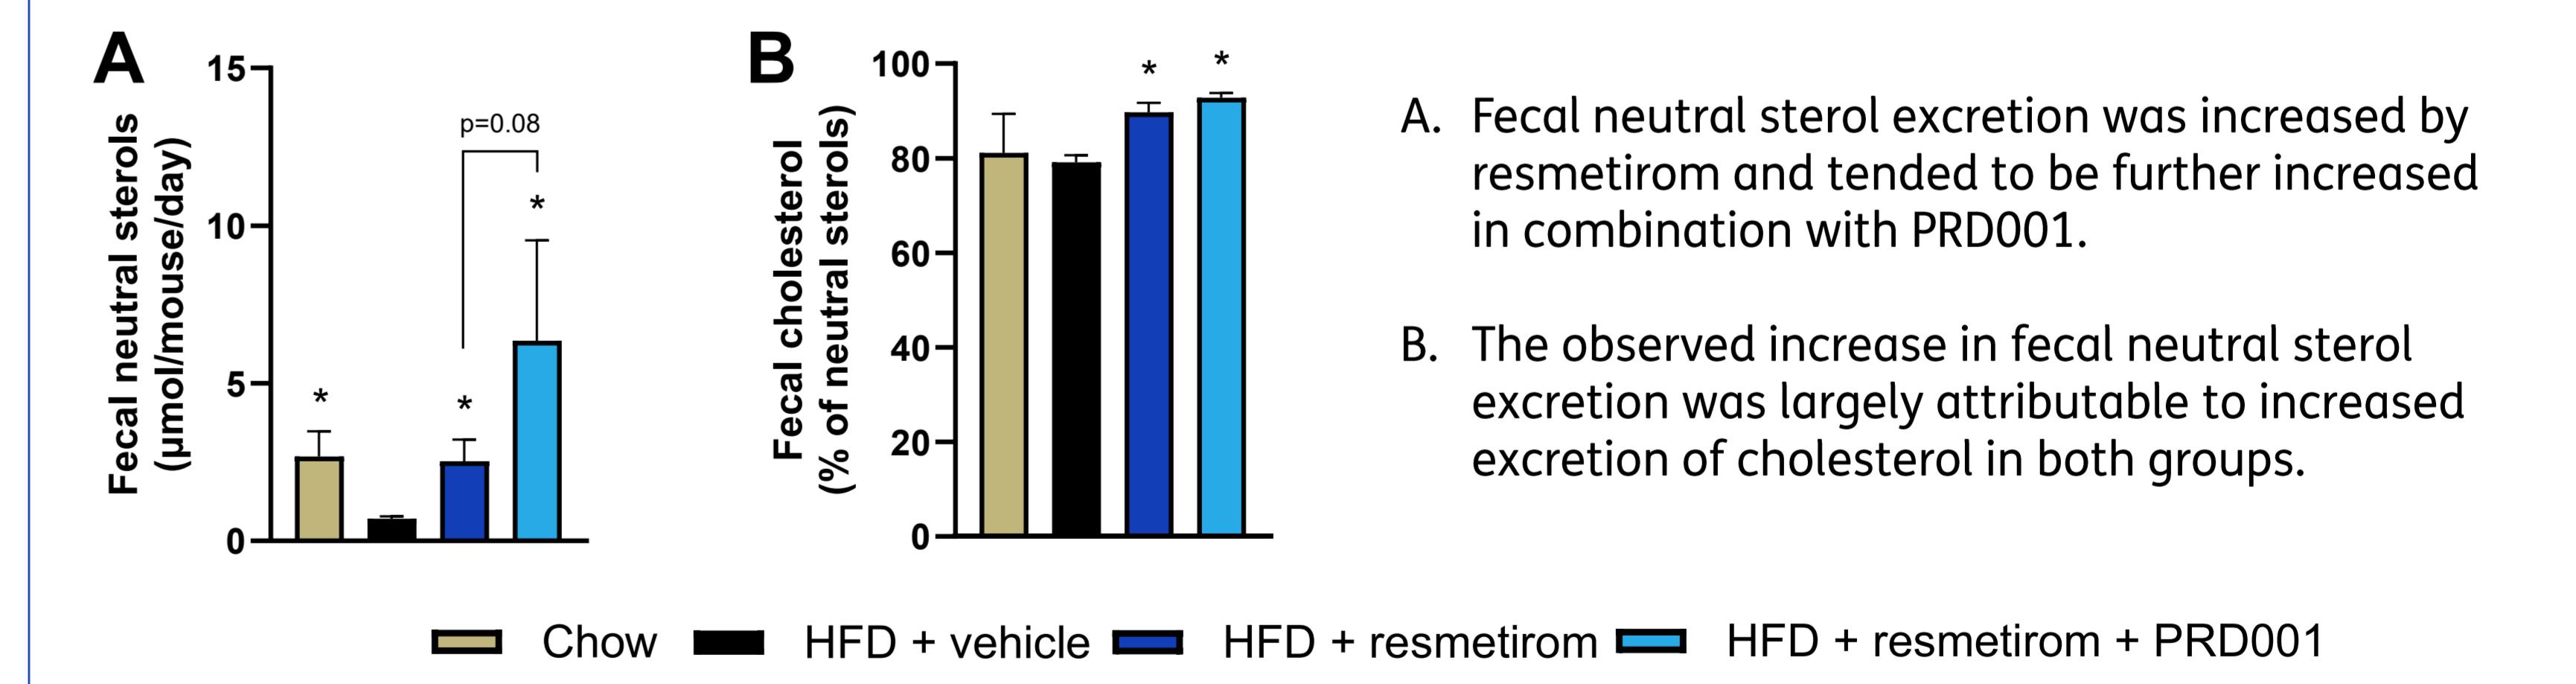 A
Fecal neutral sterols
(µmol/mouse/day)
15
10
5
0
p=0.08
*
*
*
B
Fecal cholesterol
(% of neutral sterols)
100
80
60
40
20
0
*
*
A. Fecal neutral sterol excretion was increased by
resmetirom and tended to be further increased
in combination with PRD001.
B. The observed increase in fecal neutral sterol
excretion was largely attributable to increased
excretion of cholesterol in both groups.
Chow HFD + vehicle HFD + resmetirom HFD + resmetirom + PRD001